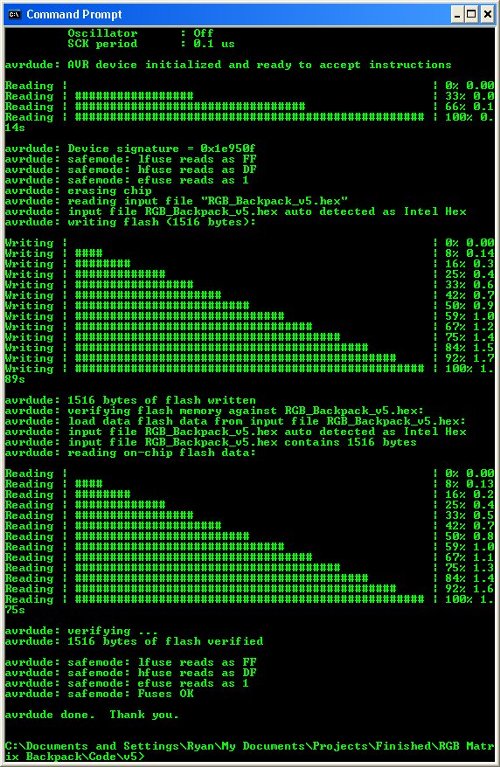 Command Prompt
Oscillator : Off
SCK period : 0.1 us
avrdude: AVR device initialized and ready to accept instructions
Reading | | 0% 0.00
Reading | ################# | 33% 0.0
Reading | ################################# | 66% 0.1
Reading | ################################################## | 100% 0.
14s
avrdude: Device signature = 0x1e950f
avrdude: safemode: lfuse reads as FF
avrdude: safemode: hfuse reads as DF
avrdude: safemode: efuse reads as 1
avrdude: erasing chip
avrdude: reading input file "RGB_Backpack_v5.hex"
avrdude: input file RGB_Backpack_v5.hex auto detected as Intel Hex
avrdude: writing flash (1516 bytes):
Writing | | 0% 0.00
Writing | #### | 8% 0.14
Writing | ######## | 16% 0.3
Writing | ############# | 25% 0.4
Writing | ################# | 33% 0.6
Writing | ##################### | 42% 0.7
Writing | ######################### | 50% 0.9
Writing | ############################## | 59% 1.0
Writing | ################################## | 67% 1.2
Writing | ###################################### | 75% 1.4
Writing | ########################################## | 84% 1.5
Writing | ############################################## | 92% 1.7
Writing | ################################################## | 100% 1.
89s
avrdude: 1516 bytes of flash written
avrdude: verifying flash memory against RGB_Backpack_v5.hex:
avrdude: load data flash data from input file RGB_Backpack_v5.hex:
avrdude: input file RGB_Backpack_v5.hex auto detected as Intel Hex
avrdude: input file RGB_Backpack_v5.hex contains 1516 bytes
avrdude: reading on-chip flash data:
Reading | | 0% 0.00
Reading | #### | 8% 0.13
Reading | ######## | 16% 0.2
Reading | ############# | 25% 0.4
Reading | ################# | 33% 0.5
Reading | ##################### | 42% 0.7
Reading | ######################### | 50% 0.8
Reading | ############################## | 59% 1.0
Reading | ################################## | 67% 1.1
Reading | ###################################### | 75% 1.3
Reading | ########################################## | 84% 1.4
Reading | ############################################## | 92% 1.6
Reading | ################################################## | 100% 1.
75s
avrdude: verifying ...
avrdude: 1516 bytes of flash verified
avrdude: safemode: lfuse reads as FF
avrdude: safemode: hfuse reads as DF
avrdude: safemode: efuse reads as 1
avrdude: safemode: Fuses OK
avrdude done. Thank you.
C:\Documents and Settings\Ryan\My Documents\Projects\Finished\RGB Matr
ix Backpack\Code\v5>